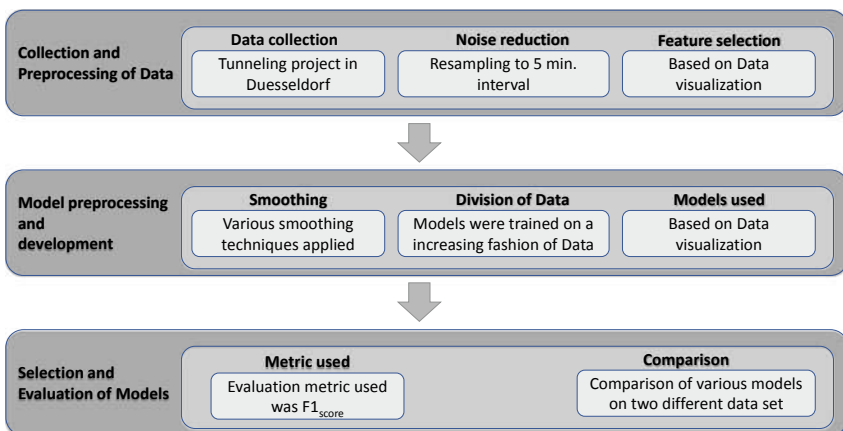 Collection and
Preprocessing of Data
Data collection
Tunneling project in
Duesseldorf
Noise reduction
Resampling to 5 min.
interval
Feature selection
Based on Data
visualization
Model preprocessing
and
development
Smoothing
Various smoothing
techniques applied
Division of Data
Models were trained on a
increasing fashion of Data
Models used
Based on Data
visualization
Selection and
Evaluation of Models
Metric used
Evaluation metric used
was F1score
Comparison
Comparison of various models
on two different data set